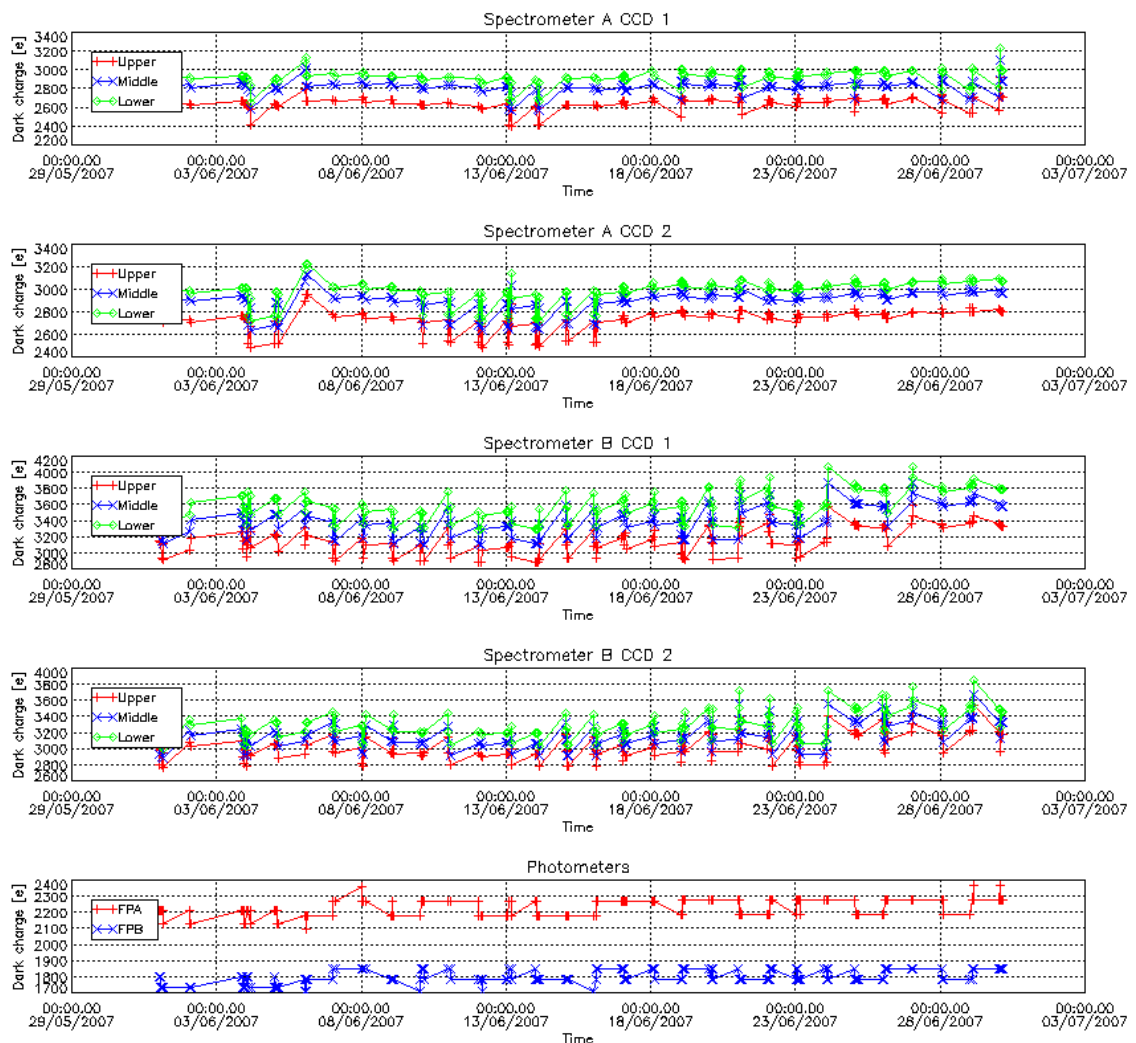 Spectrometer A CCD 1
Dark charge [e]
3400
3200
3000
2800
2600
2400
2200
Upper
Middle
Lower
00:00.00 00:00.00 00:00.00 00:00.00 00:00.00 00:00.00 00:00.00 00:00.00
29/05/2007 03/06/2007 08/06/2007 13/06/2007 18/06/2007 23/06/2007 28/06/2007 03/07/2007
Time
Spectrometer A CCD 2
Dark charge [e]
3400
3200
3000
2800
2600
2400
Upper
Middle
Lower
00:00.00 00:00.00 00:00.00 00:00.00 00:00.00 00:00.00 00:00.00 00:00.00
29/05/2007 03/06/2007 08/06/2007 13/06/2007 18/06/2007 23/06/2007 28/06/2007 03/07/2007
Time
Spectrometer B CCD 1
Dark charge [e]
4200
4000
3800
3600
3400
3200
3000
2800
Upper
Middle
Lower
00:00.00 00:00.00 00:00.00 00:00.00 00:00.00 00:00.00 00:00.00 00:00.00
29/05/2007 03/06/2007 08/06/2007 13/06/2007 18/06/2007 23/06/2007 28/06/2007 03/07/2007
Time
Spectrometer B CCD 2
Dark charge [e]
4000
3800
3600
3400
3200
3000
2800
2600
Upper
Middle
Lower
00:00.00 00:00.00 00:00.00 00:00.00 00:00.00 00:00.00 00:00.00 00:00.00
29/05/2007 03/06/2007 08/06/2007 13/06/2007 18/06/2007 23/06/2007 28/06/2007 03/07/2007
Time
Photometers
Dark charge [e]
2400
2300
2200
2100
2000
1900
1800
1700
FPA
FPB
00:00.00 00:00.00 00:00.00 00:00.00 00:00.00 00:00.00 00:00.00 00:00.00
29/05/2007 03/06/2007 08/06/2007 13/06/2007 18/06/2007 23/06/2007 28/06/2007 03/07/2007
Time